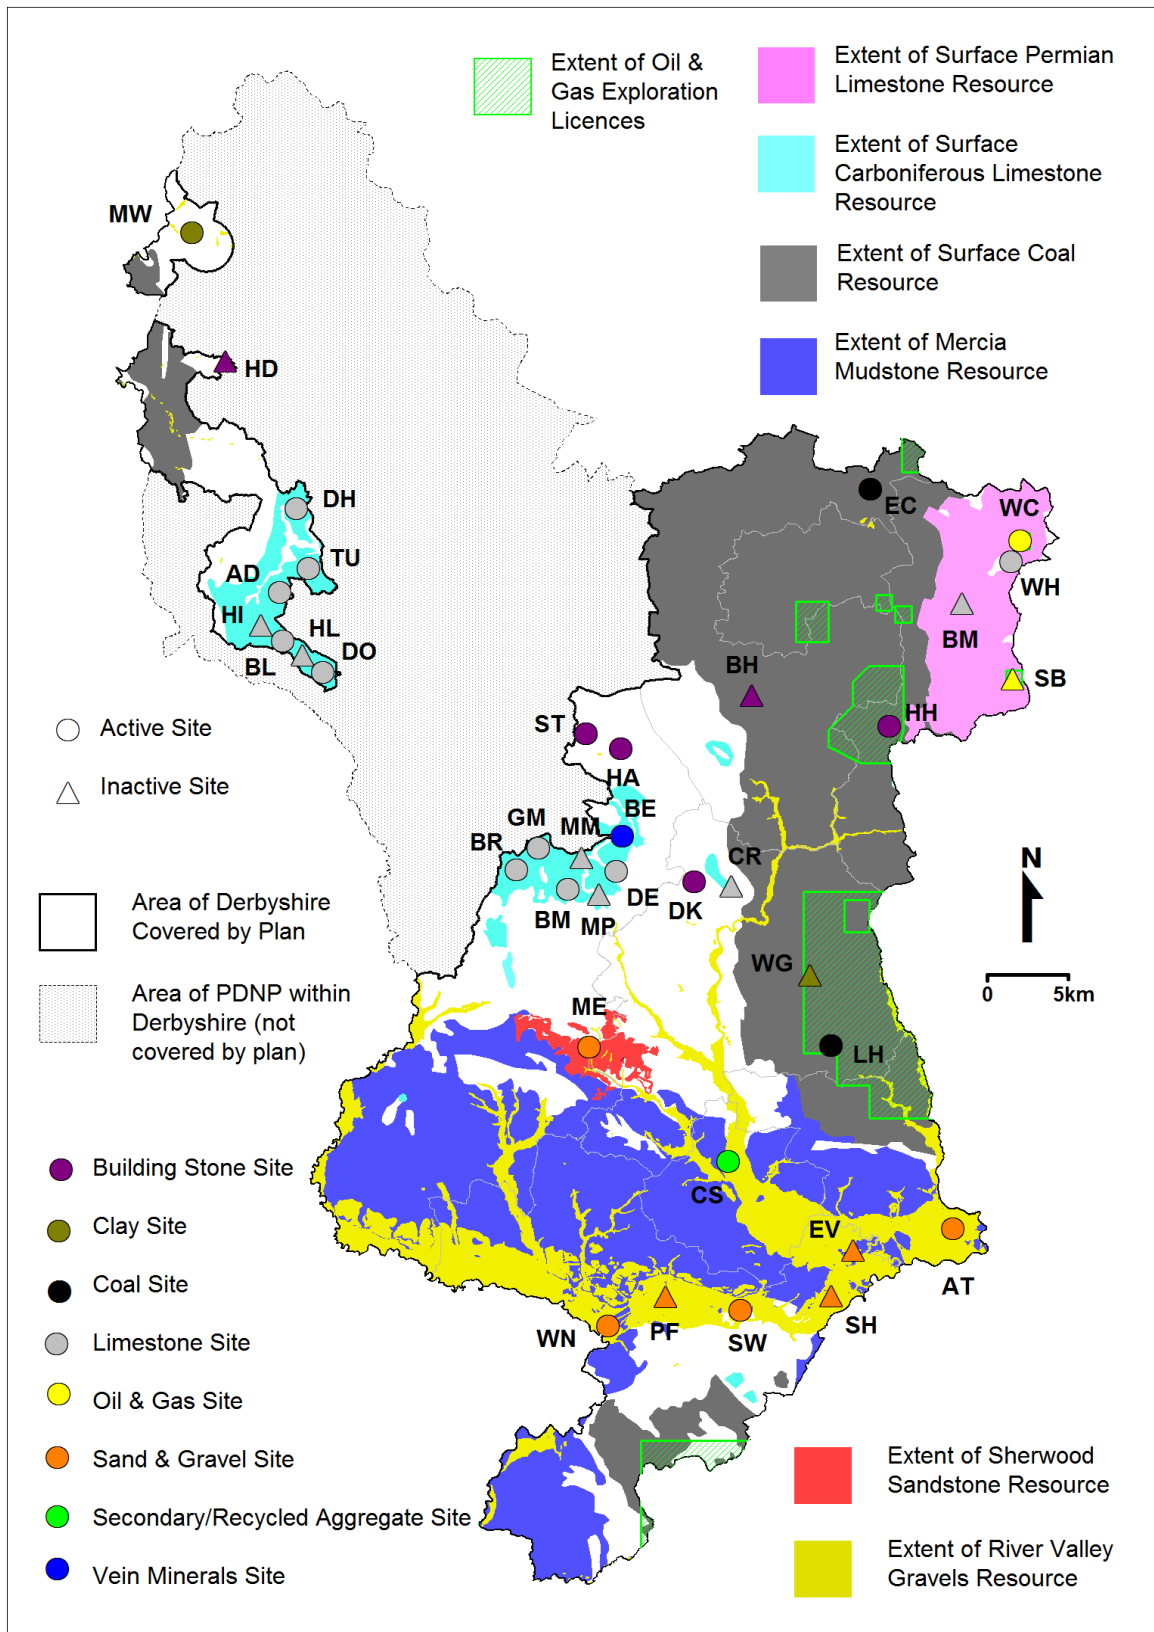 Extent of Oil &
Gas Exploration
Licences
Extent of Surface Permian
Limestone Resource
Extent of Surface
Carboniferous Limestone
Resource
Extent of Surface Coal
Resource
Extent of Mercia
Mudstone Resource
MW
HD
DH
TU
AD
HI
HL
DO
BL
EC
WC
WH
BM
SB
BH
HH
ST
HA
BE
GM
MM
BR
CR
DE
BM
MP
DK
WG
LH
ME
CS
EV
AT
SH
WN
PF
SW
Active Site
Inactive Site
Area of Derbyshire
Covered by Plan
Area of PDNP within
Derbyshire (not
covered by plan)
N
0
5km
Building Stone Site
Clay Site
Coal Site
Limestone Site
Oil & Gas Site
Sand & Gravel Site
Secondary/Recycled Aggregate Site
Vein Minerals Site
Extent of Sherwood
Sandstone Resource
Extent of River Valley
Gravels Resource